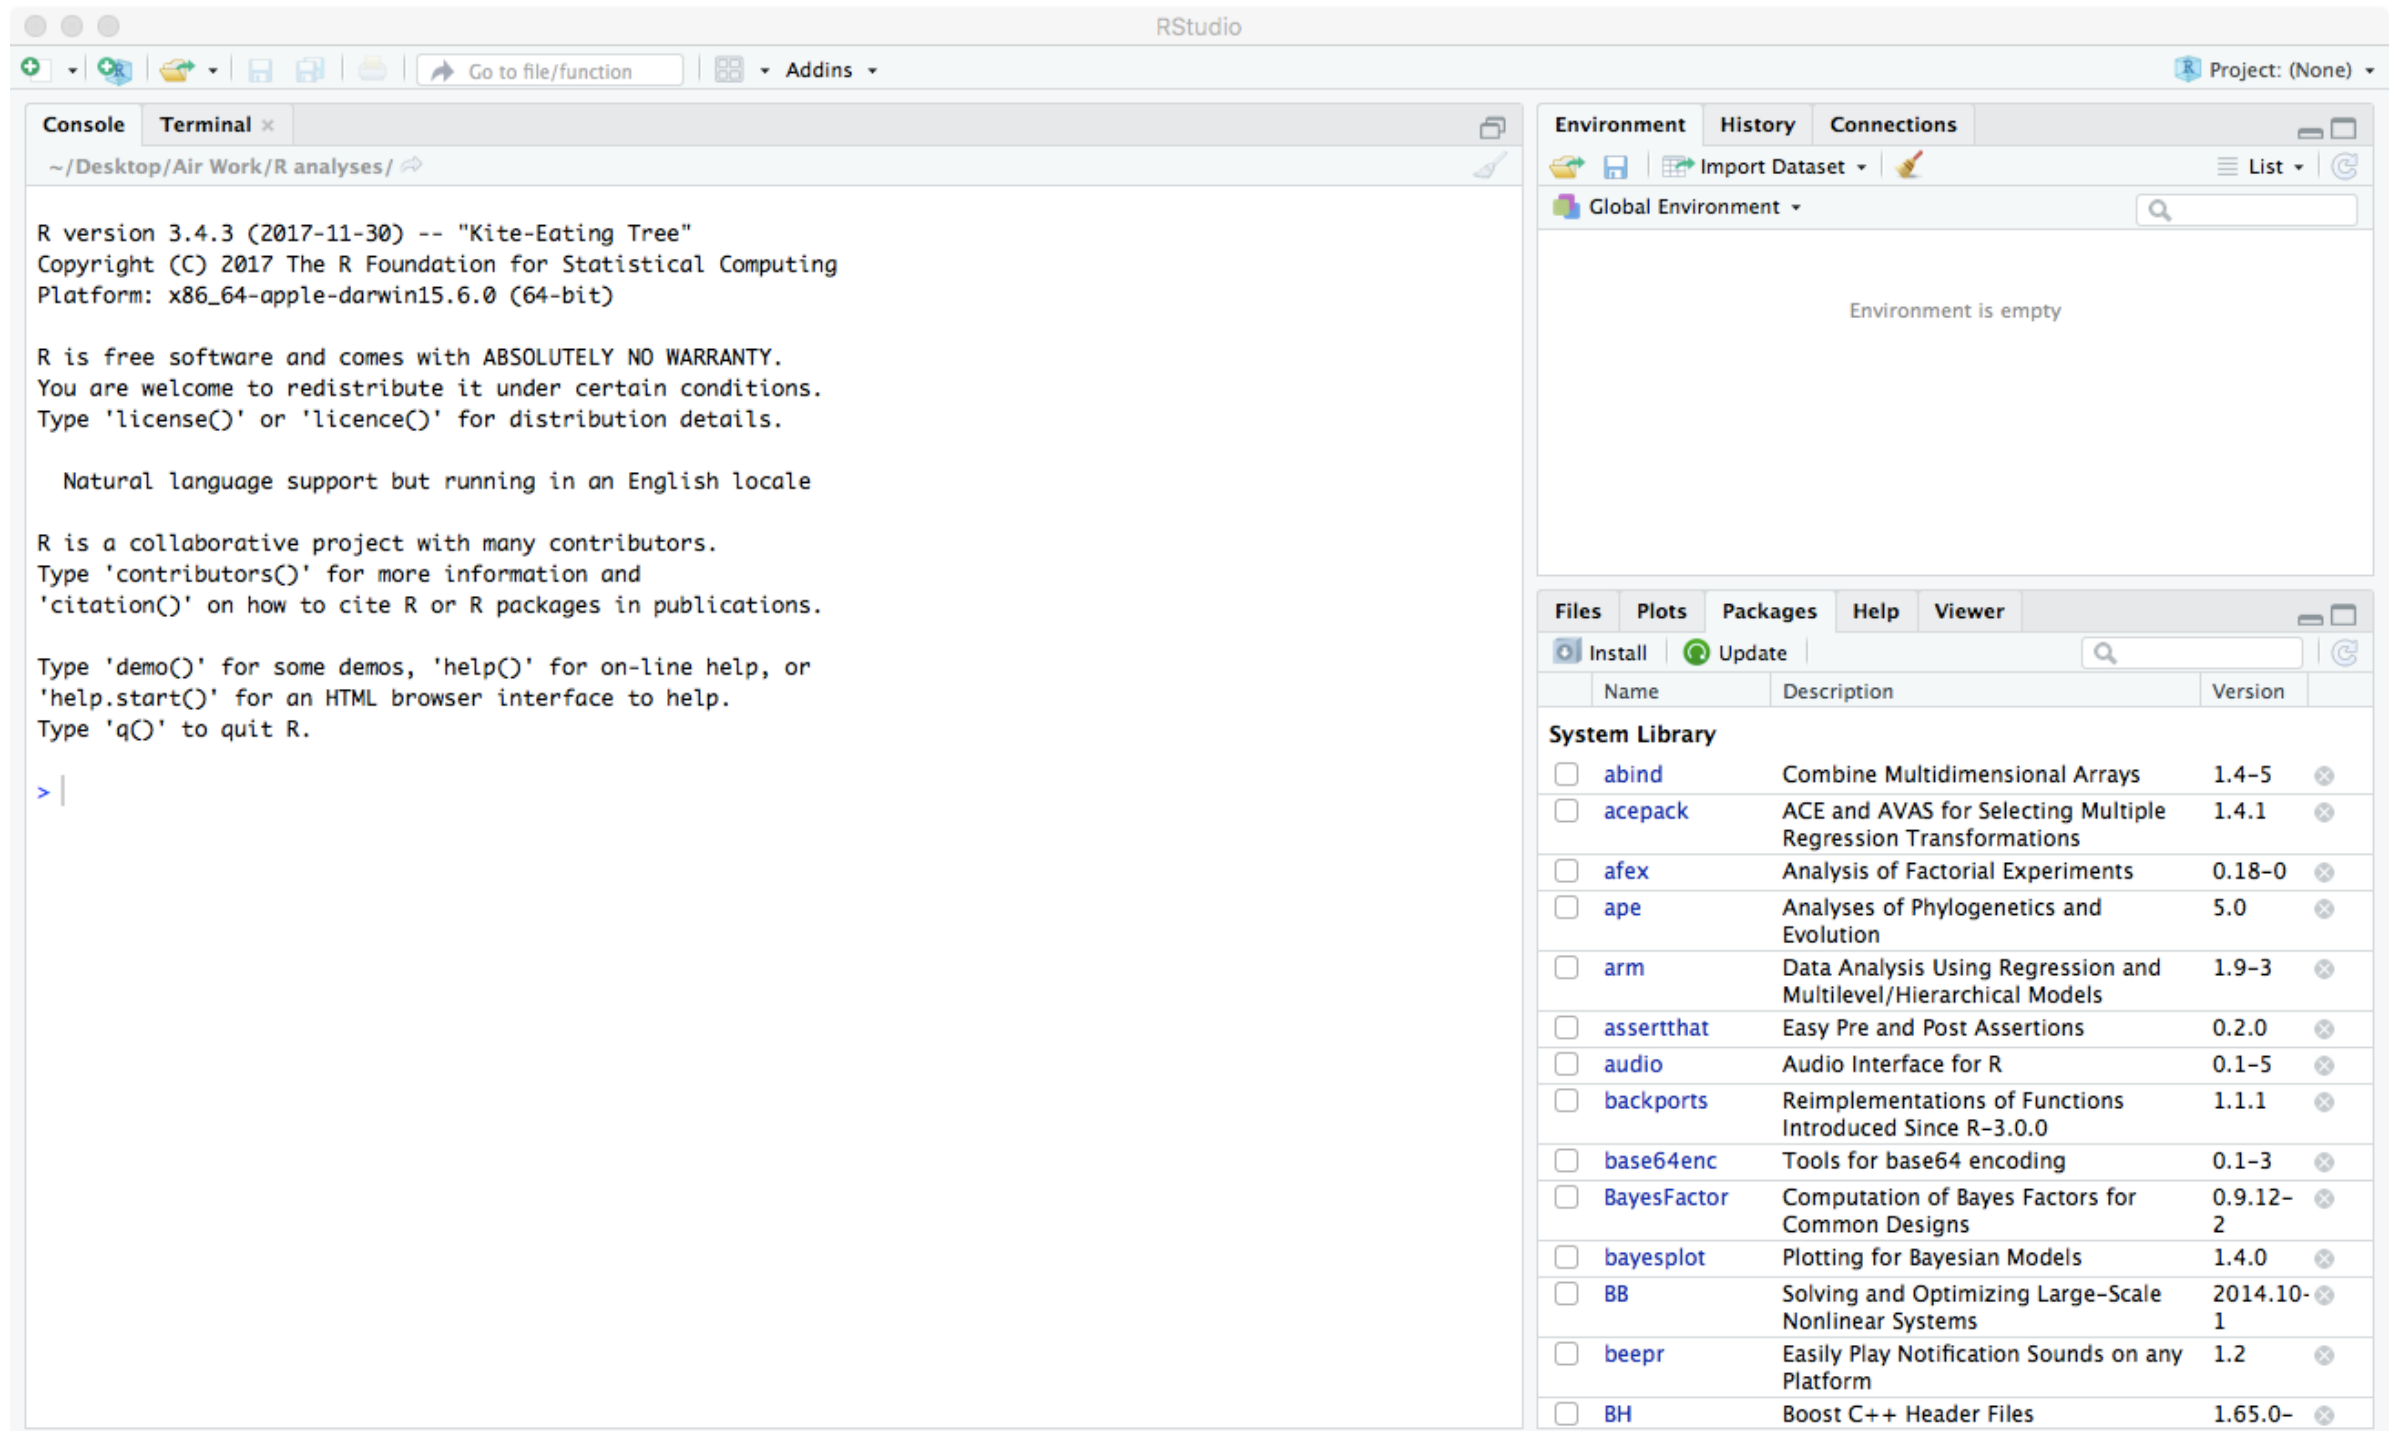 RStudio
Go to file/function
Addins
Project: (None)
Console Terminal
~/Desktop/Air Work/R analyses/
R version 3.4.3 (2017-11-30) -- "Kite-Eating Tree"
Copyright (C) 2017 The R Foundation for Statistical Computing
Platform: x86_64-apple-darwin15.6.0 (64-bit)
R is free software and comes with ABSOLUTELY NO WARRANTY.
You are welcome to redistribute it under certain conditions.
Type 'license()' or 'licence()' for distribution details.
Natural language support but running in an English locale
R is a collaborative project with many contributors.
Type 'contributors()' for more information and
'citation()' on how to cite R or R packages in publications.
Type 'demo()' for some demos, 'help()' for on-line help, or
'help.start()' for an HTML browser interface to help.
Type 'q()' to quit R.
>
Environment History Connections
Import Dataset List
Global Environment
Environment is empty
Files Plots Packages Help Viewer
Install Update
Name Description Version
System Library
abind Combine Multidimensional Arrays 1.4-5
acepack ACE and AVAS for Selecting Multiple 1.4.1
Regression Transformations
afex Analysis of Factorial Experiments 0.18-0
ape Analyses of Phylogenetics and 5.0
Evolution
arm Data Analysis Using Regression and 1.9-3
Multilevel/Hierarchical Models
assertthat Easy Pre and Post Assertions 0.2.0
audio Audio Interface for R 0.1-5
backports Reimplementations of Functions 1.1.1
Introduced Since R-3.0.0
base64enc Tools for base64 encoding 0.1-3
BayesFactor Computation of Bayes Factors for 0.9.12-
Common Designs 2
bayesplot Plotting for Bayesian Models 1.4.0
BB Solving and Optimizing Large-Scale 2014.10-
Nonlinear Systems 1
beepr Easily Play Notification Sounds on any 1.2
Platform
BH Boost C++ Header Files 1.65.0-